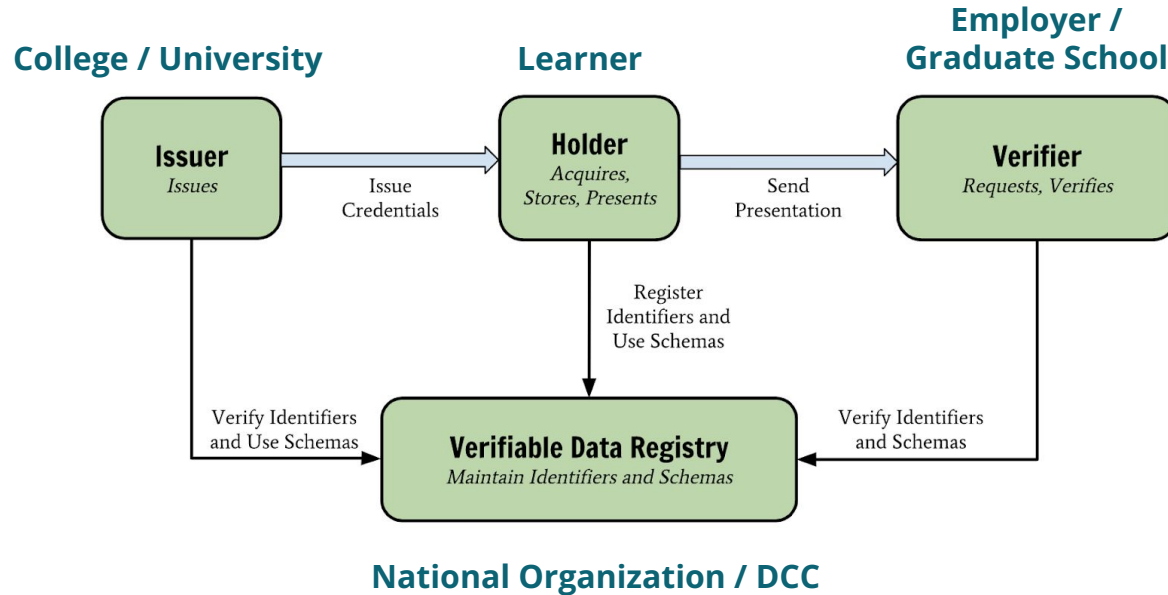 College / University
Learner
Employer /
Graduate School
Issuer
Issues
Issue
Credentials
Holder
Acquires,
Stores, Presents
Send
Presentation
Verifier
Requests, Verifies
Register
Identifiers and
Use Schemas
Verify Identifiers
and Use Schemas
Verifiable Data Registry
Maintain Identifiers and Schemas
Verify Identifiers
and Schemas
National Organization / DCC